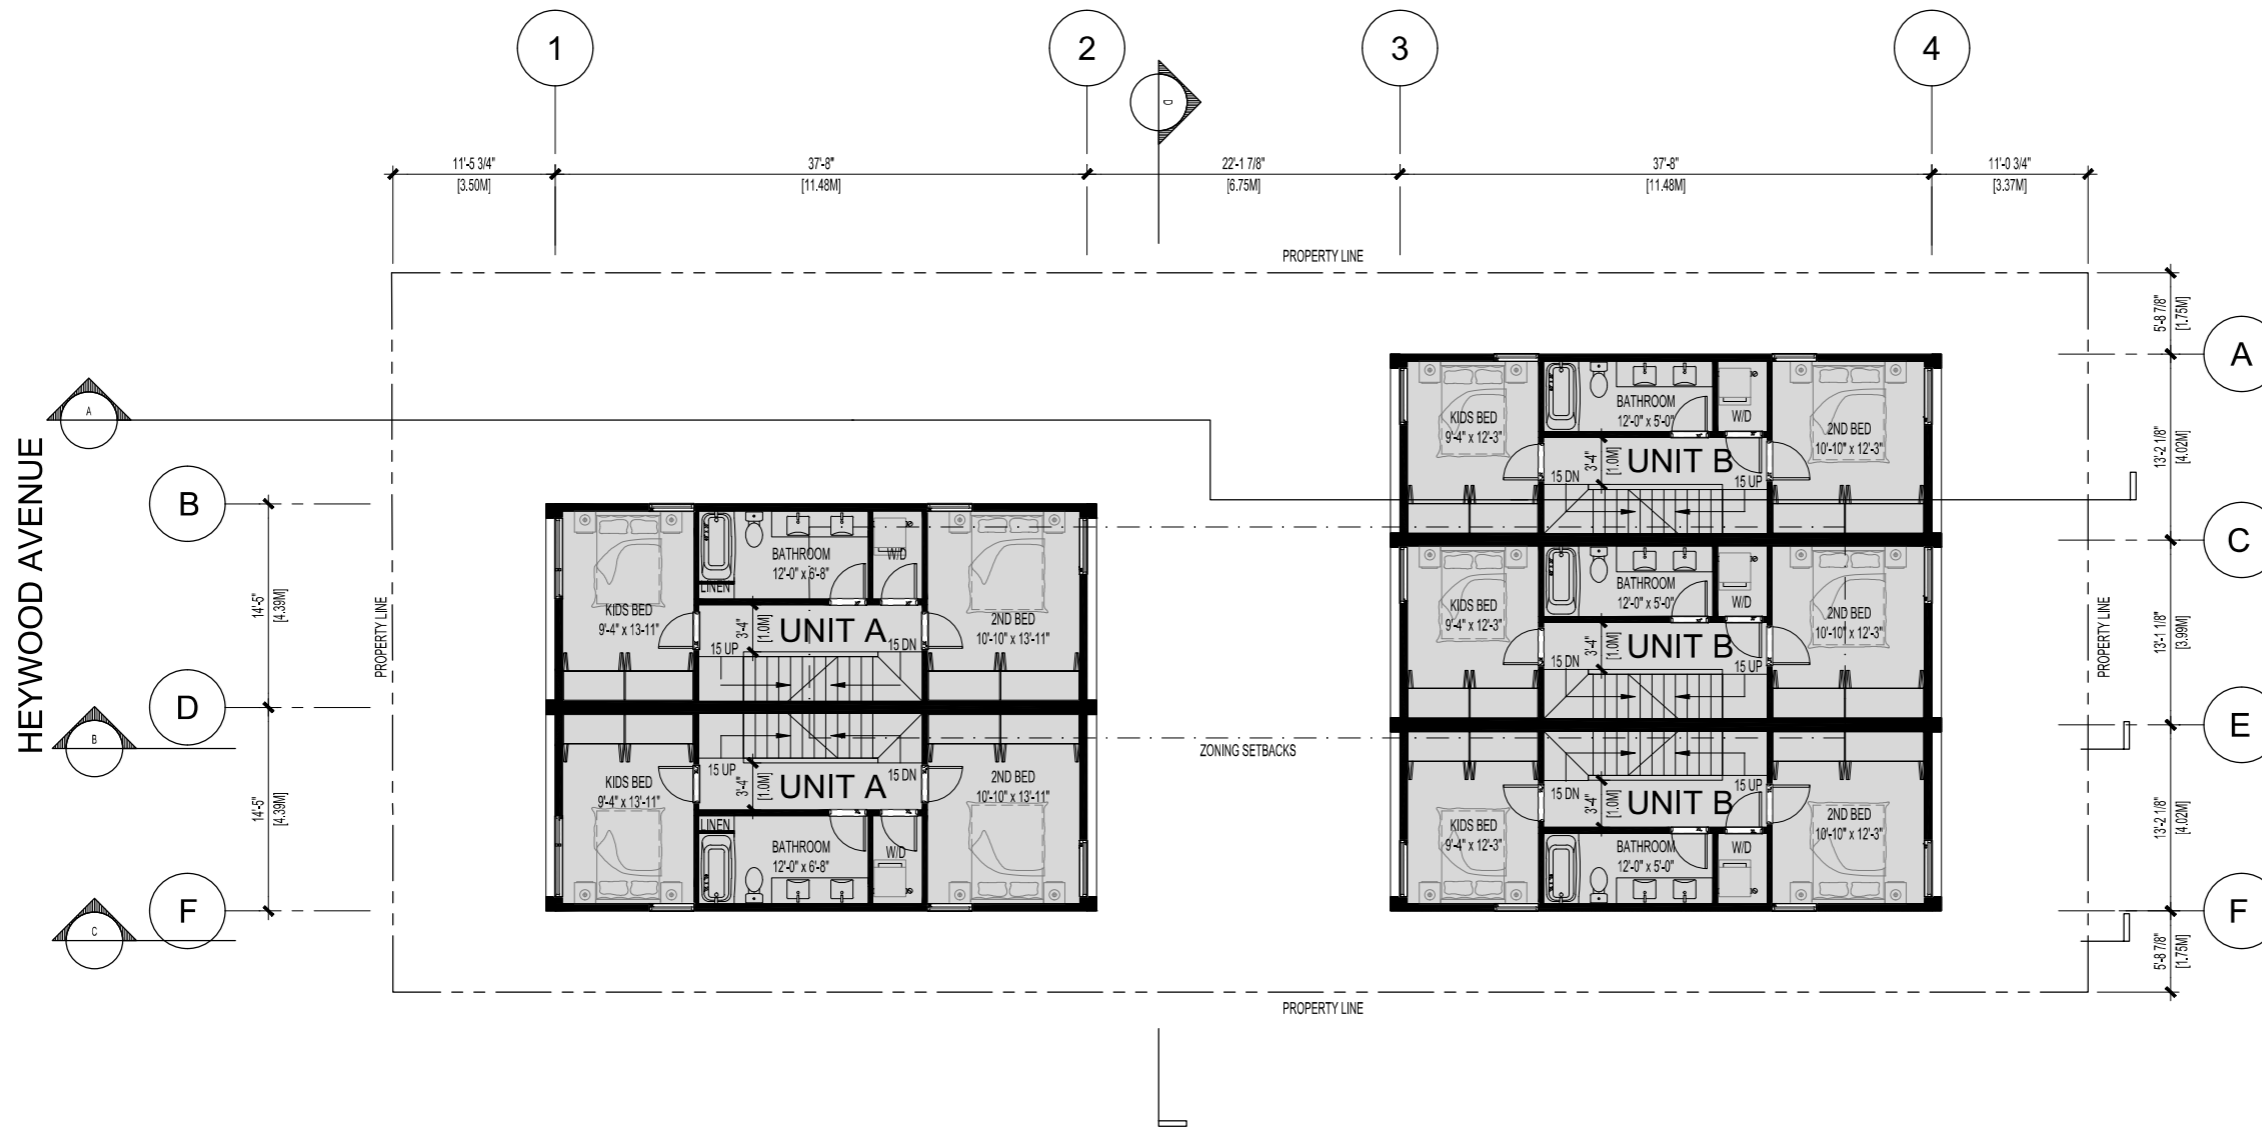 1
2
3
4
D
11'-5 3/4"
[3.50M]
37'-8"
[11.48M]
22'-1 7/8"
[6.75M]
37'-8"
[11.48M]
11'-0 3/4"
[3.37M]
PROPERTY LINE
HEYWOOD AVENUE
A
B
D
B
F
C
14'-5"
[4.39M]
14'-5"
[4.39M]
PROPERTY LINE
KIDS BED
9'-4" x 13'-11"
LINEN
BATHROOM
12'-0" x 6'-8"
W/D
2ND BED
10'-10" x 13'-11"
3'-4"
[1.0M]
UNIT A
15 UP
15 DN
15 UP
15 DN
3'-4"
[1.0M]
UNIT A
KIDS BED
9'-4" x 13'-11"
2ND BED
10'-10" x 13'-11"
LINEN
BATHROOM
12'-0" x 6'-8"
W/D
ZONING SETBACKS
KIDS BED
9'-4" x 12'-3"
BATHROOM
12'-0" x 5'-0"
W/D
2ND BED
10'-10" x 12'-3"
3'-4"
[1.0M]
UNIT B
15 DN
15 UP
KIDS BED
9'-4" x 12'-3"
BATHROOM
12'-0" x 5'-0"
W/D
2ND BED
10'-10" x 12'-3"
3'-4"
[1.0M]
UNIT B
15 DN
15 UP
15 DN
15 UP
3'-4"
[1.0M]
UNIT B
KIDS BED
9'-4" x 12'-3"
2ND BED
10'-10" x 12'-3"
BATHROOM
12'-0" x 5'-0"
W/D
PROPERTY LINE
5'-8 7/8"
[1.75M]
A
13'-2 1/8"
[4.02M]
C
13'-1 1/8"
[3.99M]
E
13'-2 1/8"
[4.02M]
F
5'-8 7/8"
[1.75M]
PROPERTY LINE